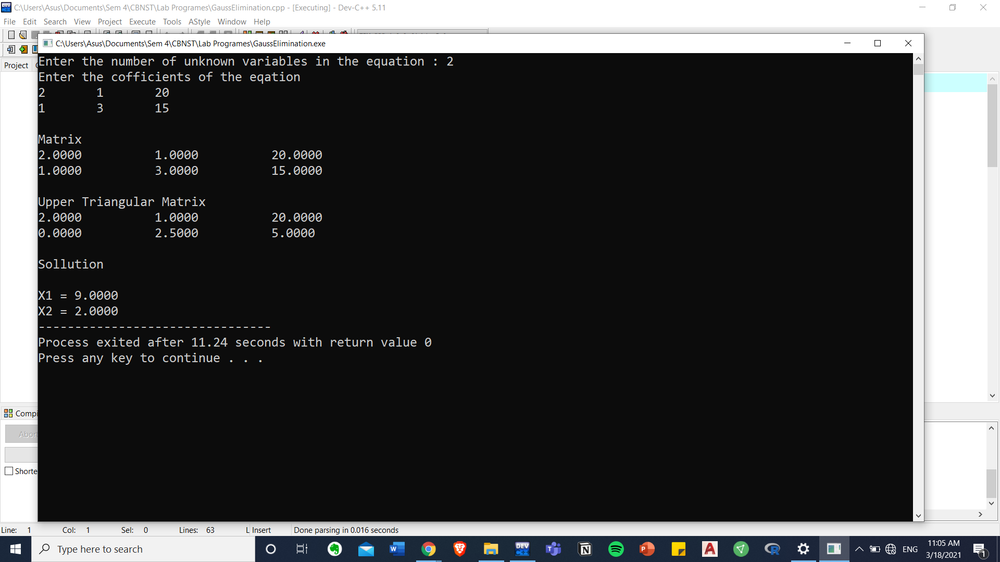 C:\Users\Asus\Documents\Sem 4\CBNST\Lab Programes\GaussElimination.cpp - [Executing] - Dev-C++ 5.11
File Edit Search View Project Execute Tools AStyle Window Help
C:\Users\Asus\Documents\Sem 4\CBNST\Lab Programes\GaussElimination.exe
Project
Enter the number of unknown variables in the equation : 2
Enter the cofficients of the eqation
2 1 20
1 3 15
Matrix
2.0000 1.0000 20.0000
1.0000 3.0000 15.0000
Upper Triangular Matrix
2.0000 1.0000 20.0000
0.0000 2.5000 5.0000
Sollution
X1 = 9.0000
X2 = 2.0000
--------------------------------
Process exited after 11.24 seconds with return value 0
Press any key to continue . . .
Compi
Abor
Shorte
Line: 1 Col: 1 Sel: 0 Lines: 63 L Insert Done parsing in 0.016 seconds
Type here to search
DEV
ENG
11:05 AM
3/18/2021
1